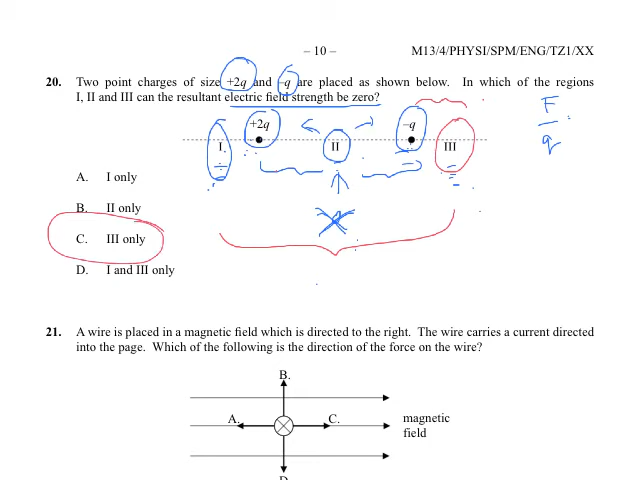 – 10 –
M13/4/PHYSI/SPM/ENG/TZ1/XX
20. Two point charges of size +2q and –q are placed as shown below. In which of the regions
I, II and III can the resultant electric field strength be zero?
F
q
+2q
–q
I
II
III
A. I only
B. II only
C. III only
D. I and III only
21. A wire is placed in a magnetic field which is directed to the right. The wire carries a current directed
into the page. Which of the following is the direction of the force on the wire?
B.
A.
C.
magnetic
field
D.